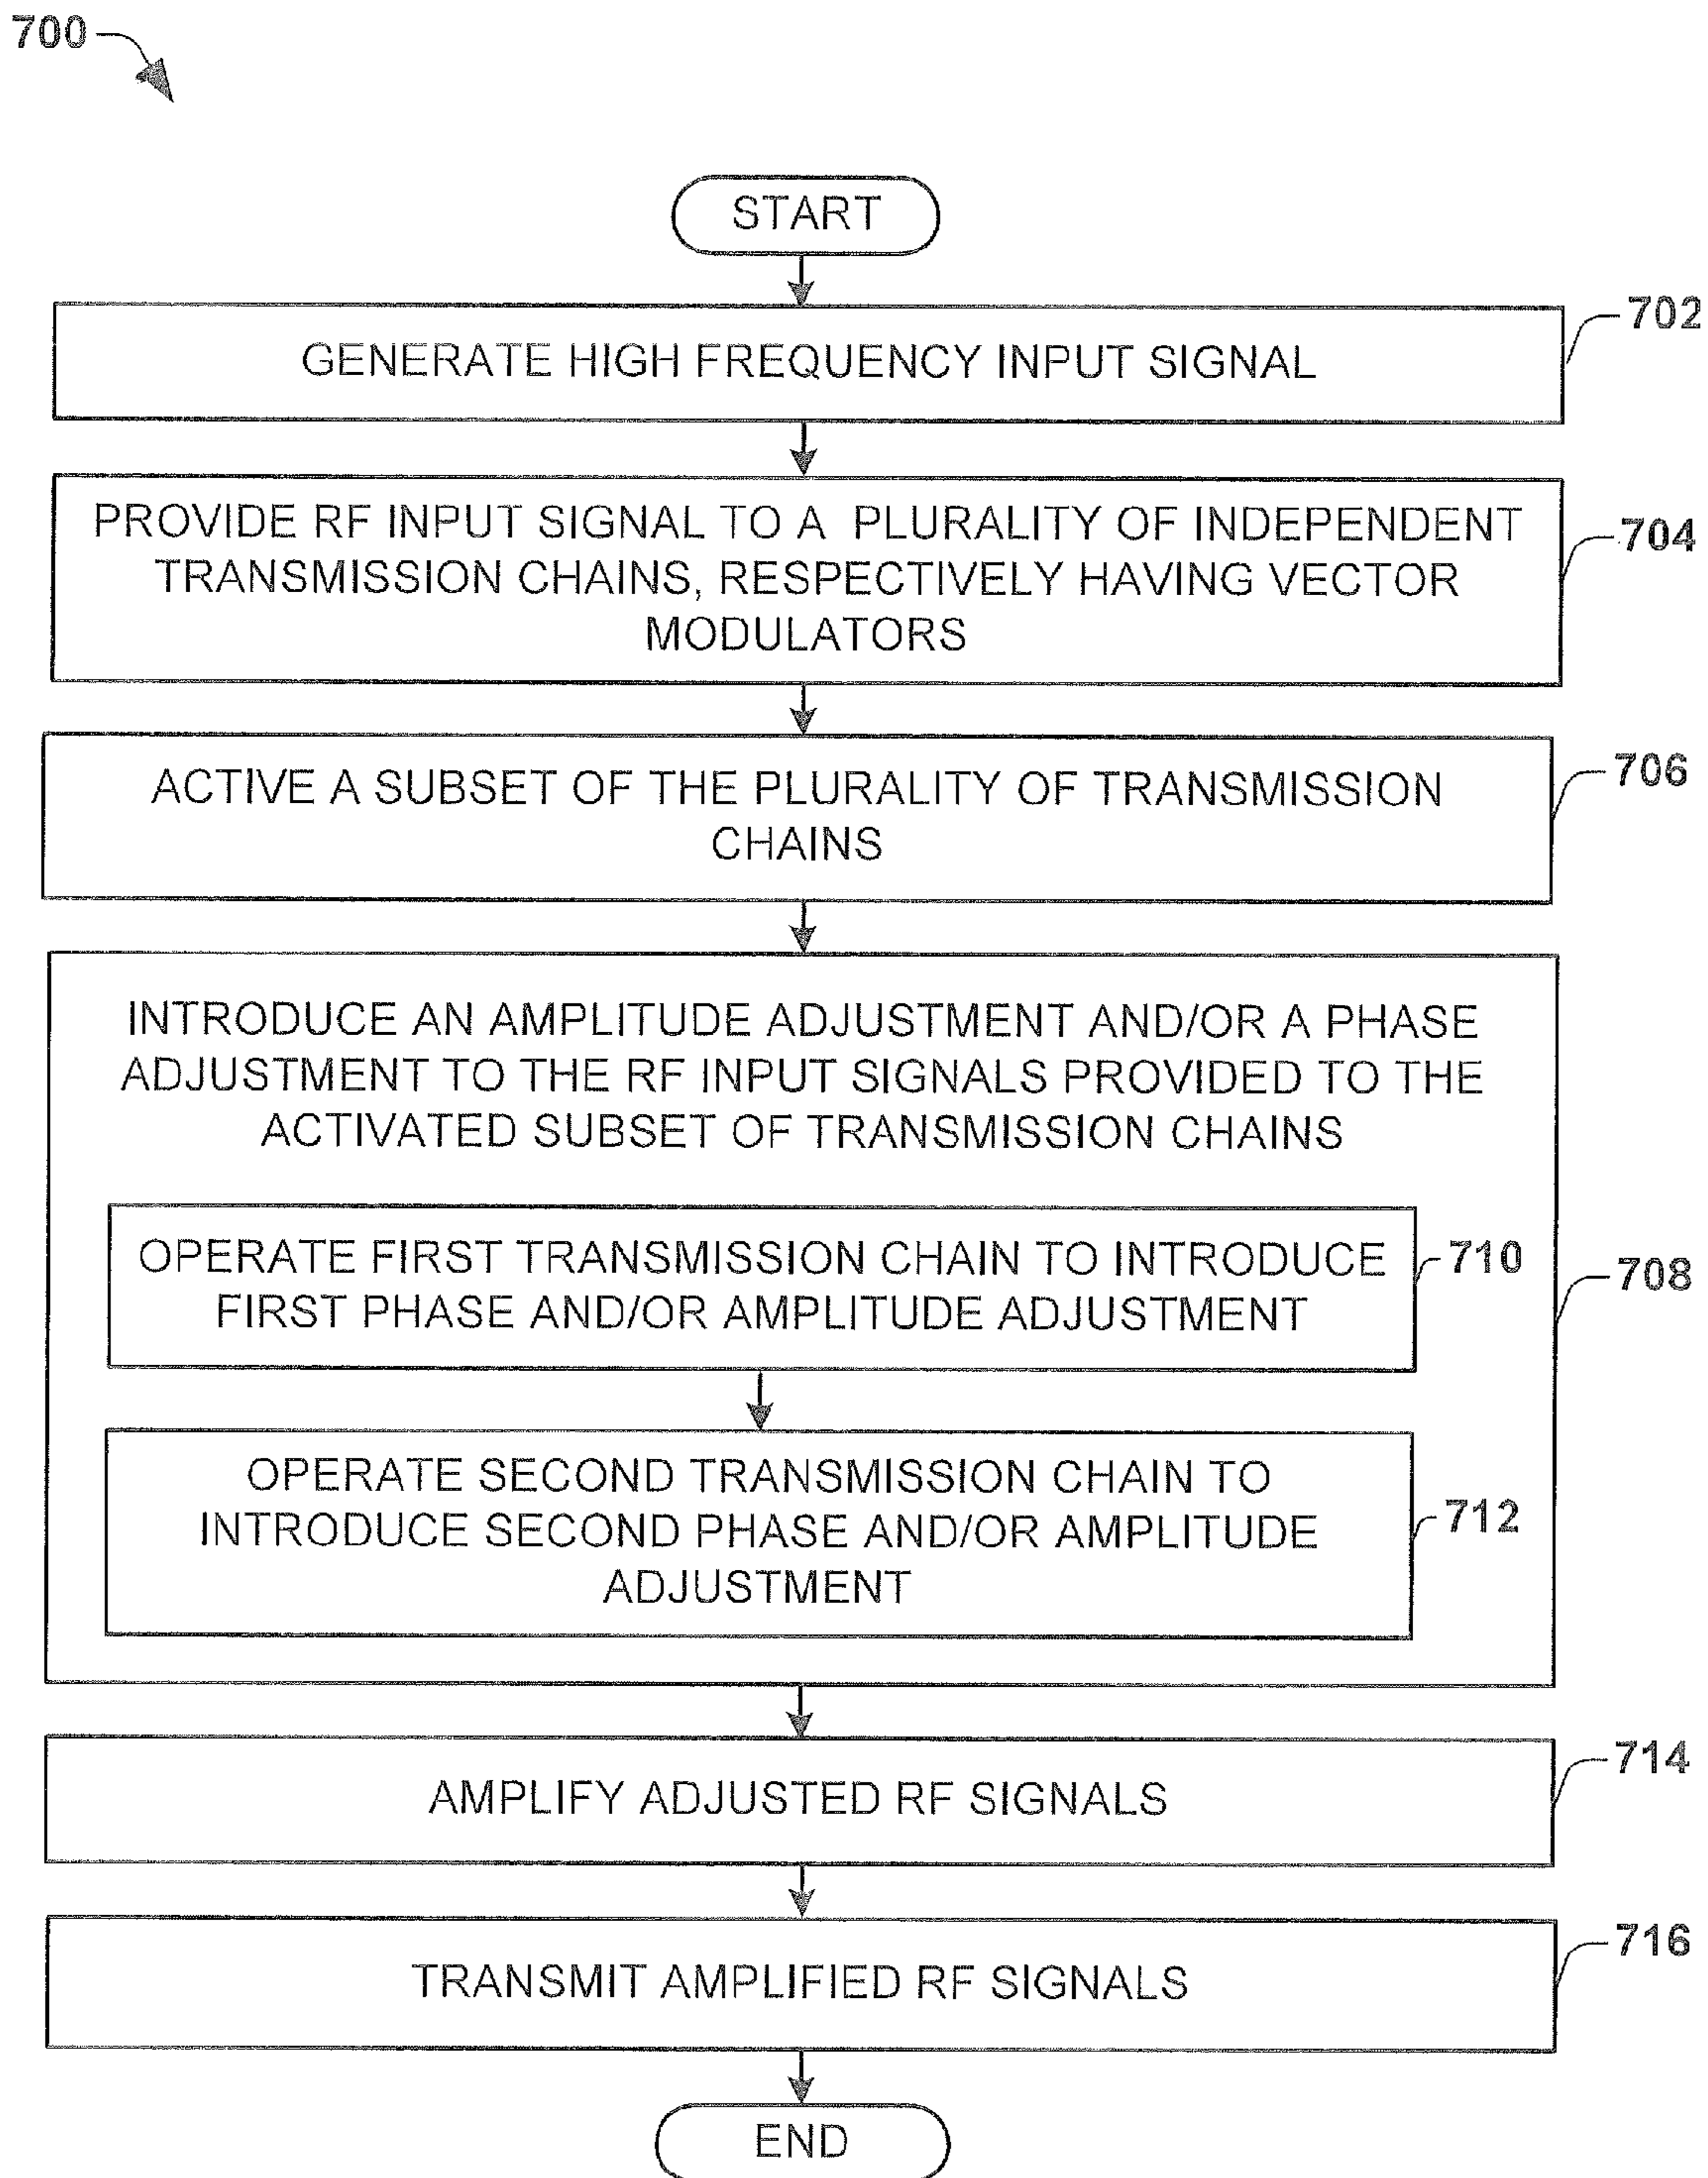 700
START
GENERATE HIGH FREQUENCY INPUT SIGNAL
702
PROVIDE RF INPUT SIGNAL TO A PLURALITY OF INDEPENDENT
TRANSMISSION CHAINS, RESPECTIVELY HAVING VECTOR
MODULATORS
704
ACTIVE A SUBSET OF THE PLURALITY OF TRANSMISSION
CHAINS
706
INTRODUCE AN AMPLITUDE ADJUSTMENT AND/OR A PHASE
ADJUSTMENT TO THE RF INPUT SIGNALS PROVIDED TO THE
ACTIVATED SUBSET OF TRANSMISSION CHAINS
708
OPERATE FIRST TRANSMISSION CHAIN TO INTRODUCE
FIRST PHASE AND/OR AMPLITUDE ADJUSTMENT
710
OPERATE SECOND TRANSMISSION CHAIN TO
INTRODUCE SECOND PHASE AND/OR AMPLITUDE
ADJUSTMENT
712
AMPLIFY ADJUSTED RF SIGNALS
714
TRANSMIT AMPLIFIED RF SIGNALS
716
END